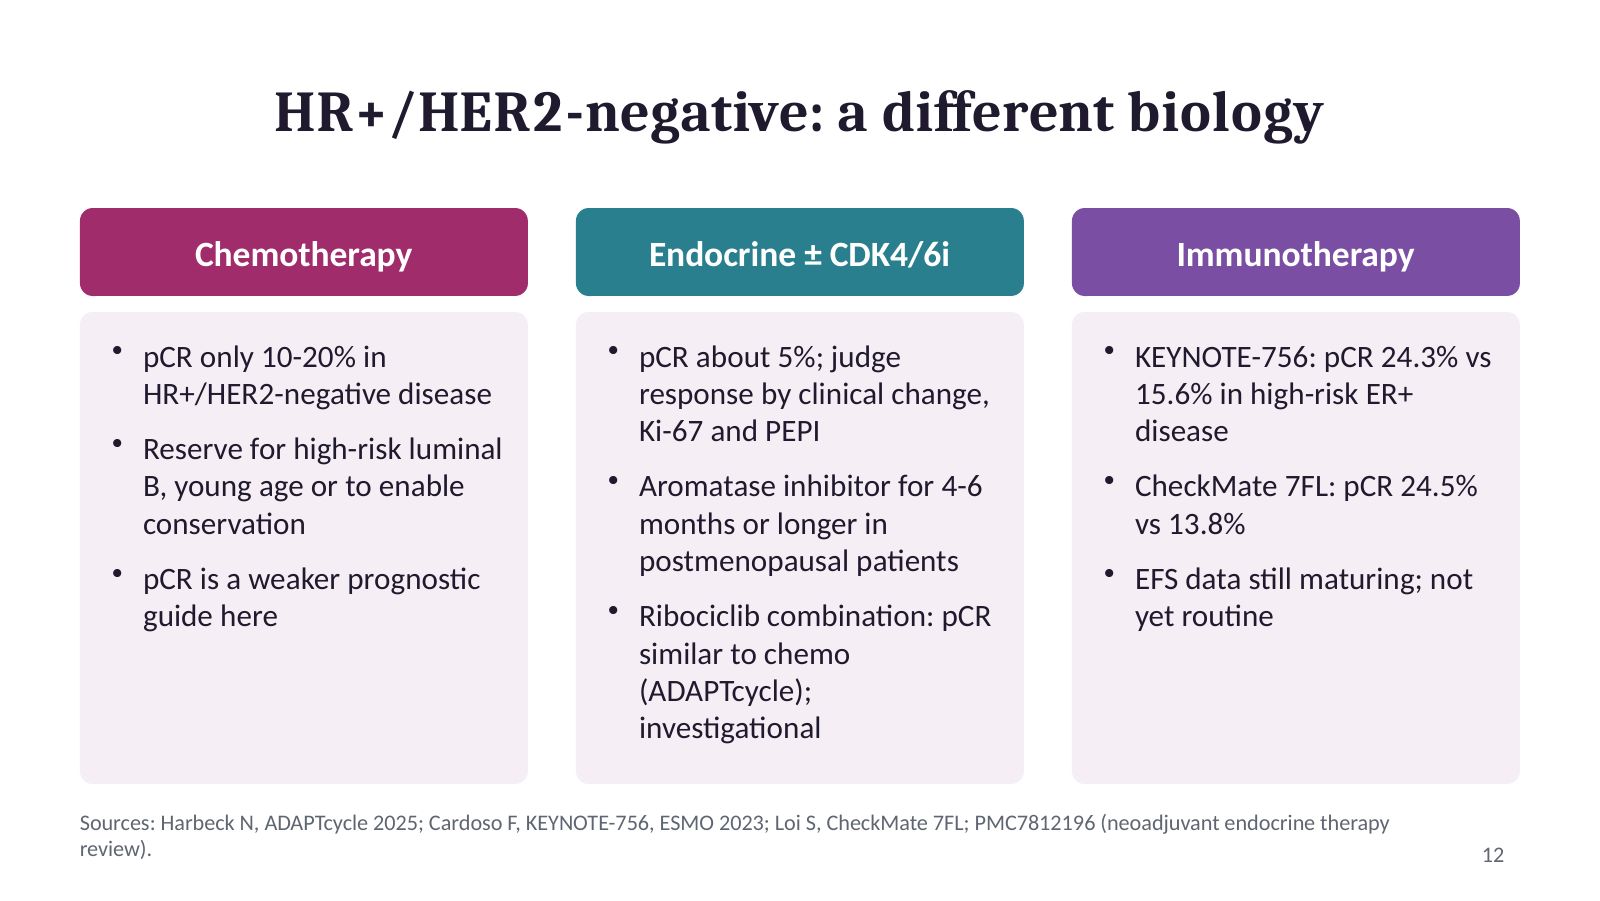 HR+/HER2-negative: a different biology
Chemotherapy
• pCR only 10-20% in
HR+/HER2-negative disease
• Reserve for high-risk luminal
B, young age or to enable
conservation
• pCR is a weaker prognostic
guide here
Endocrine ± CDK4/6i
• pCR about 5%; judge
response by clinical change,
Ki-67 and PEPI
• Aromatase inhibitor for 4-6
months or longer in
postmenopausal patients
• Ribociclib combination: pCR
similar to chemo
(ADAPTcycle);
investigational
Immunotherapy
• KEYNOTE-756: pCR 24.3% vs
15.6% in high-risk ER+
disease
• CheckMate 7FL: pCR 24.5%
vs 13.8%
• EFS data still maturing; not
yet routine
Sources: Harbeck N, ADAPTcycle 2025; Cardoso F, KEYNOTE-756, ESMO 2023; Loi S, CheckMate 7FL; PMC7812196 (neoadjuvant endocrine therapy
review).
12